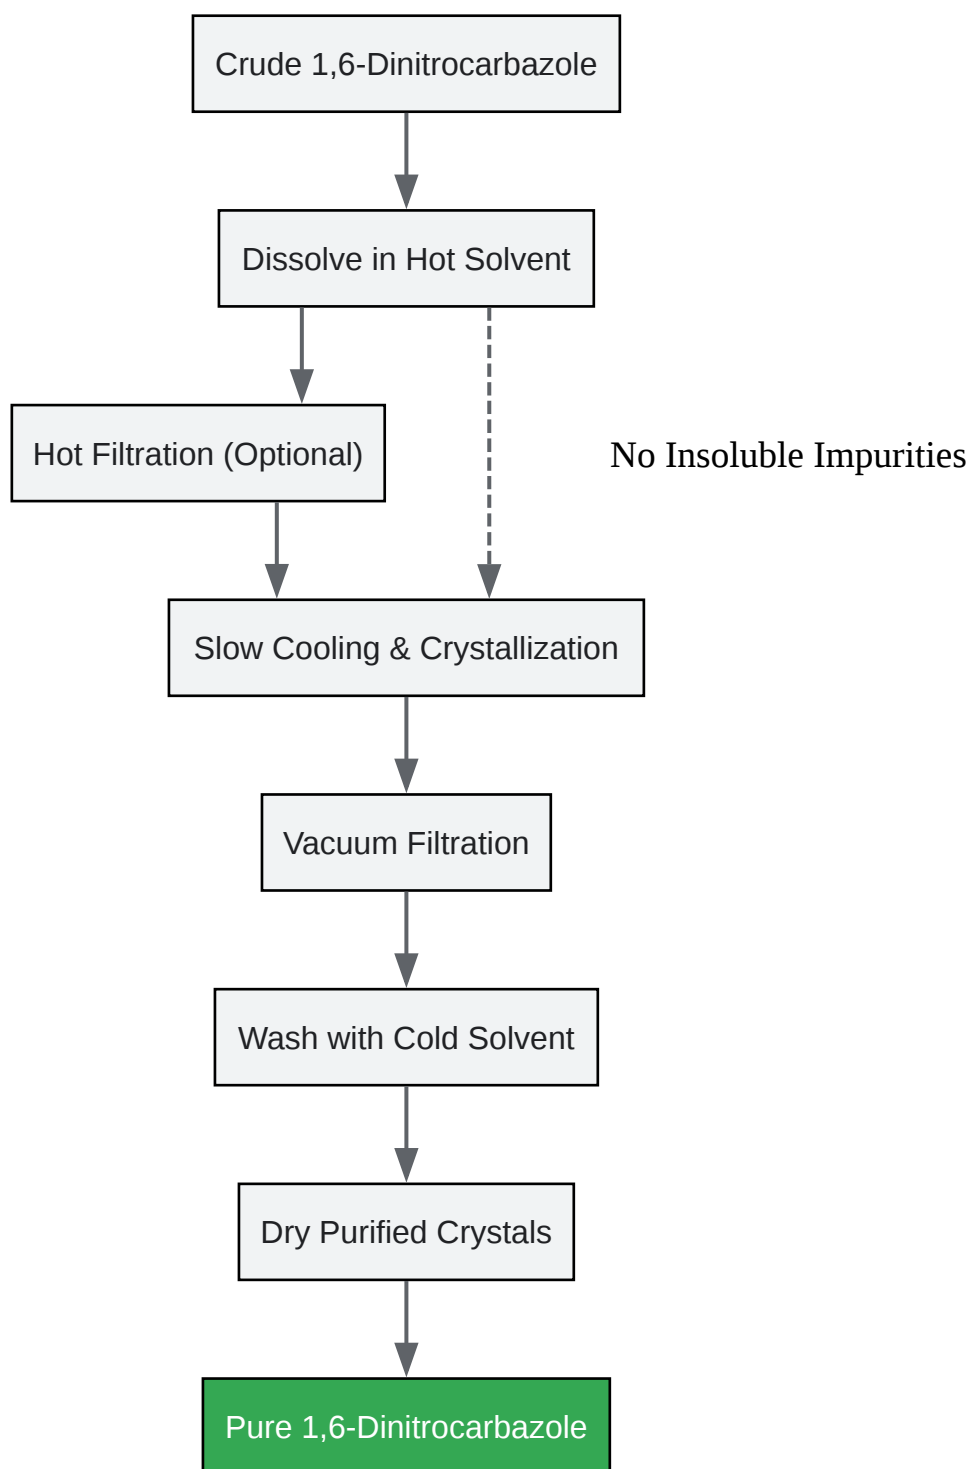 Crude 1,6-Dinitrocarbazole
Dissolve in Hot Solvent
Hot Filtration (Optional)
No Insoluble Impurities
Slow Cooling & Crystallization
Vacuum Filtration
Wash with Cold Solvent
Dry Purified Crystals
Pure 1,6-Dinitrocarbazole